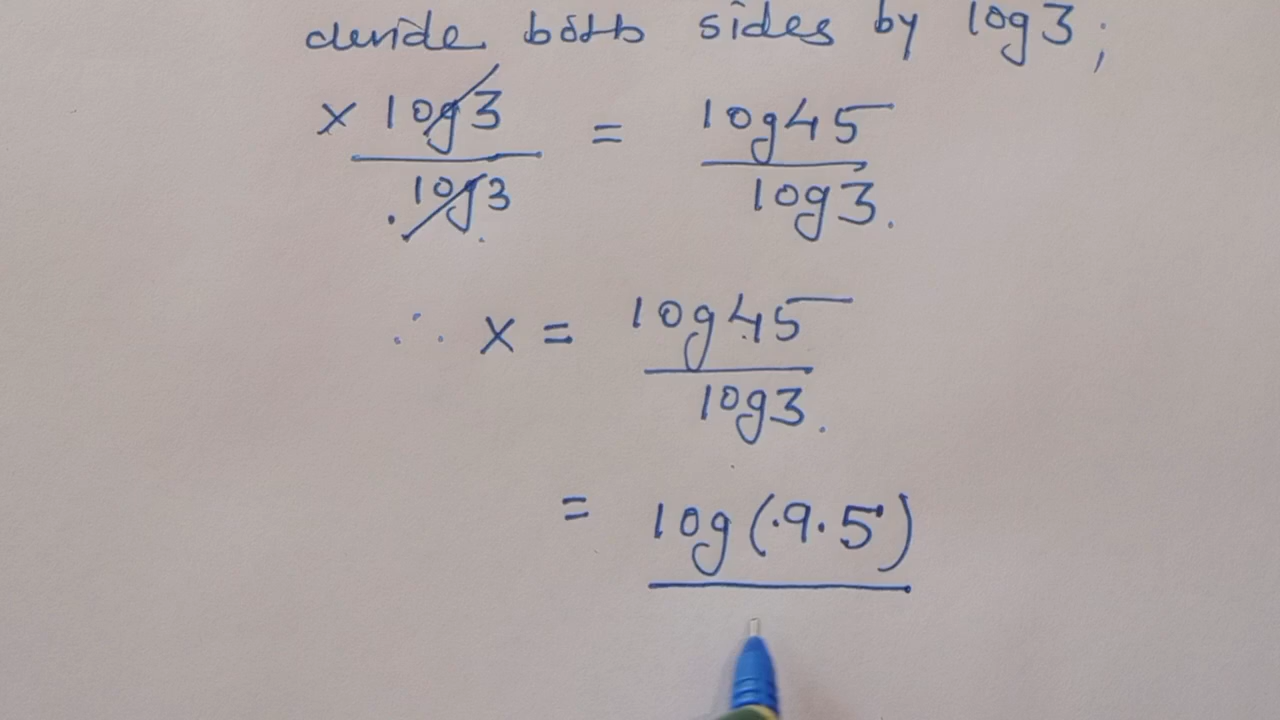 divide both sides by log3;
x log3 / log3 = log45 / log3.
∴ x = log45 / log3.
= log(·9·5)